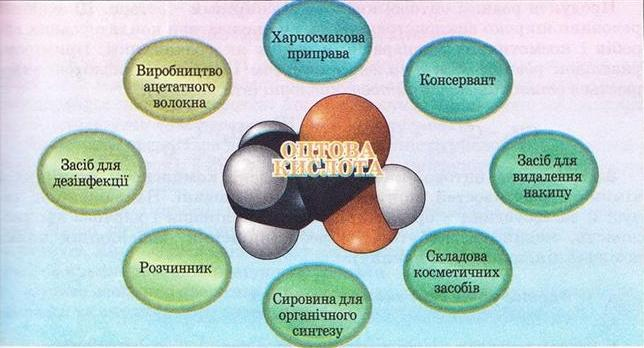 Харчосмакова
приправа
Виробництво
ацетатного
волокна
Консервант
ОЦТОВА
КИСЛОТА
Засіб для
дезінфекції
Засіб для
видалення
накипу
Розчинник
Складова
косметичних
засобів
Сировина для
органічного
синтезу